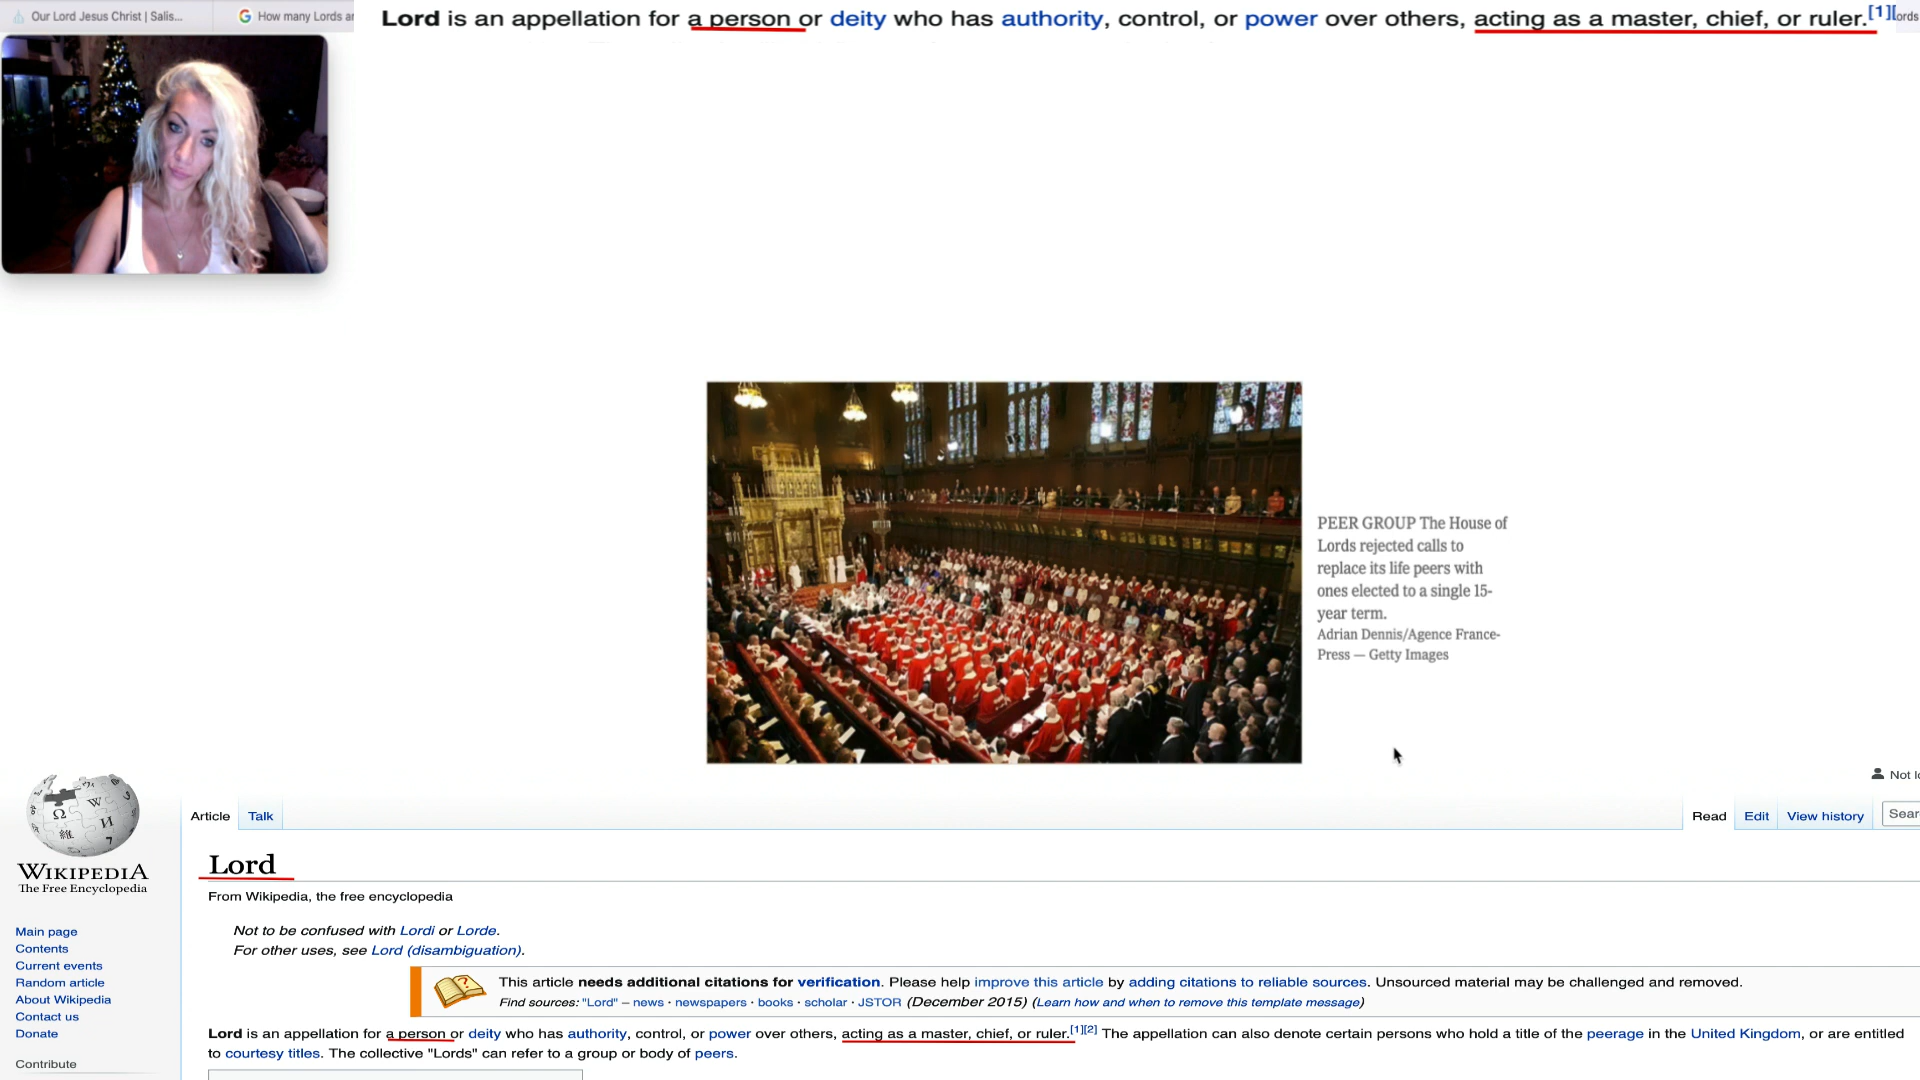 Our Lord Jesus Christ | Salis...
How many Lords ar
Lord is an appellation for a person or deity who has authority, control, or power over others, acting as a master, chief, or ruler.[1][
ords
PEER GROUP The House of
Lords rejected calls to
replace its life peers with
ones elected to a single 15-
year term.
Adrian Dennis/Agence France-
Press — Getty Images
Not lo
WIKIPEDIA
The Free Encyclopedia
Article Talk
Read Edit View history
Sear
Lord
From Wikipedia, the free encyclopedia
Not to be confused with Lordi or Lorde.
For other uses, see Lord (disambiguation).
This article needs additional citations for verification. Please help improve this article by adding citations to reliable sources. Unsourced material may be challenged and removed.
Find sources: "Lord" – news · newspapers · books · scholar · JSTOR (December 2015) (Learn how and when to remove this template message)
Lord is an appellation for a person or deity who has authority, control, or power over others, acting as a master, chief, or ruler.[1][2] The appellation can also denote certain persons who hold a title of the peerage in the United Kingdom, or are entitled
to courtesy titles. The collective "Lords" can refer to a group or body of peers.
Main page
Contents
Current events
Random article
About Wikipedia
Contact us
Donate
Contribute